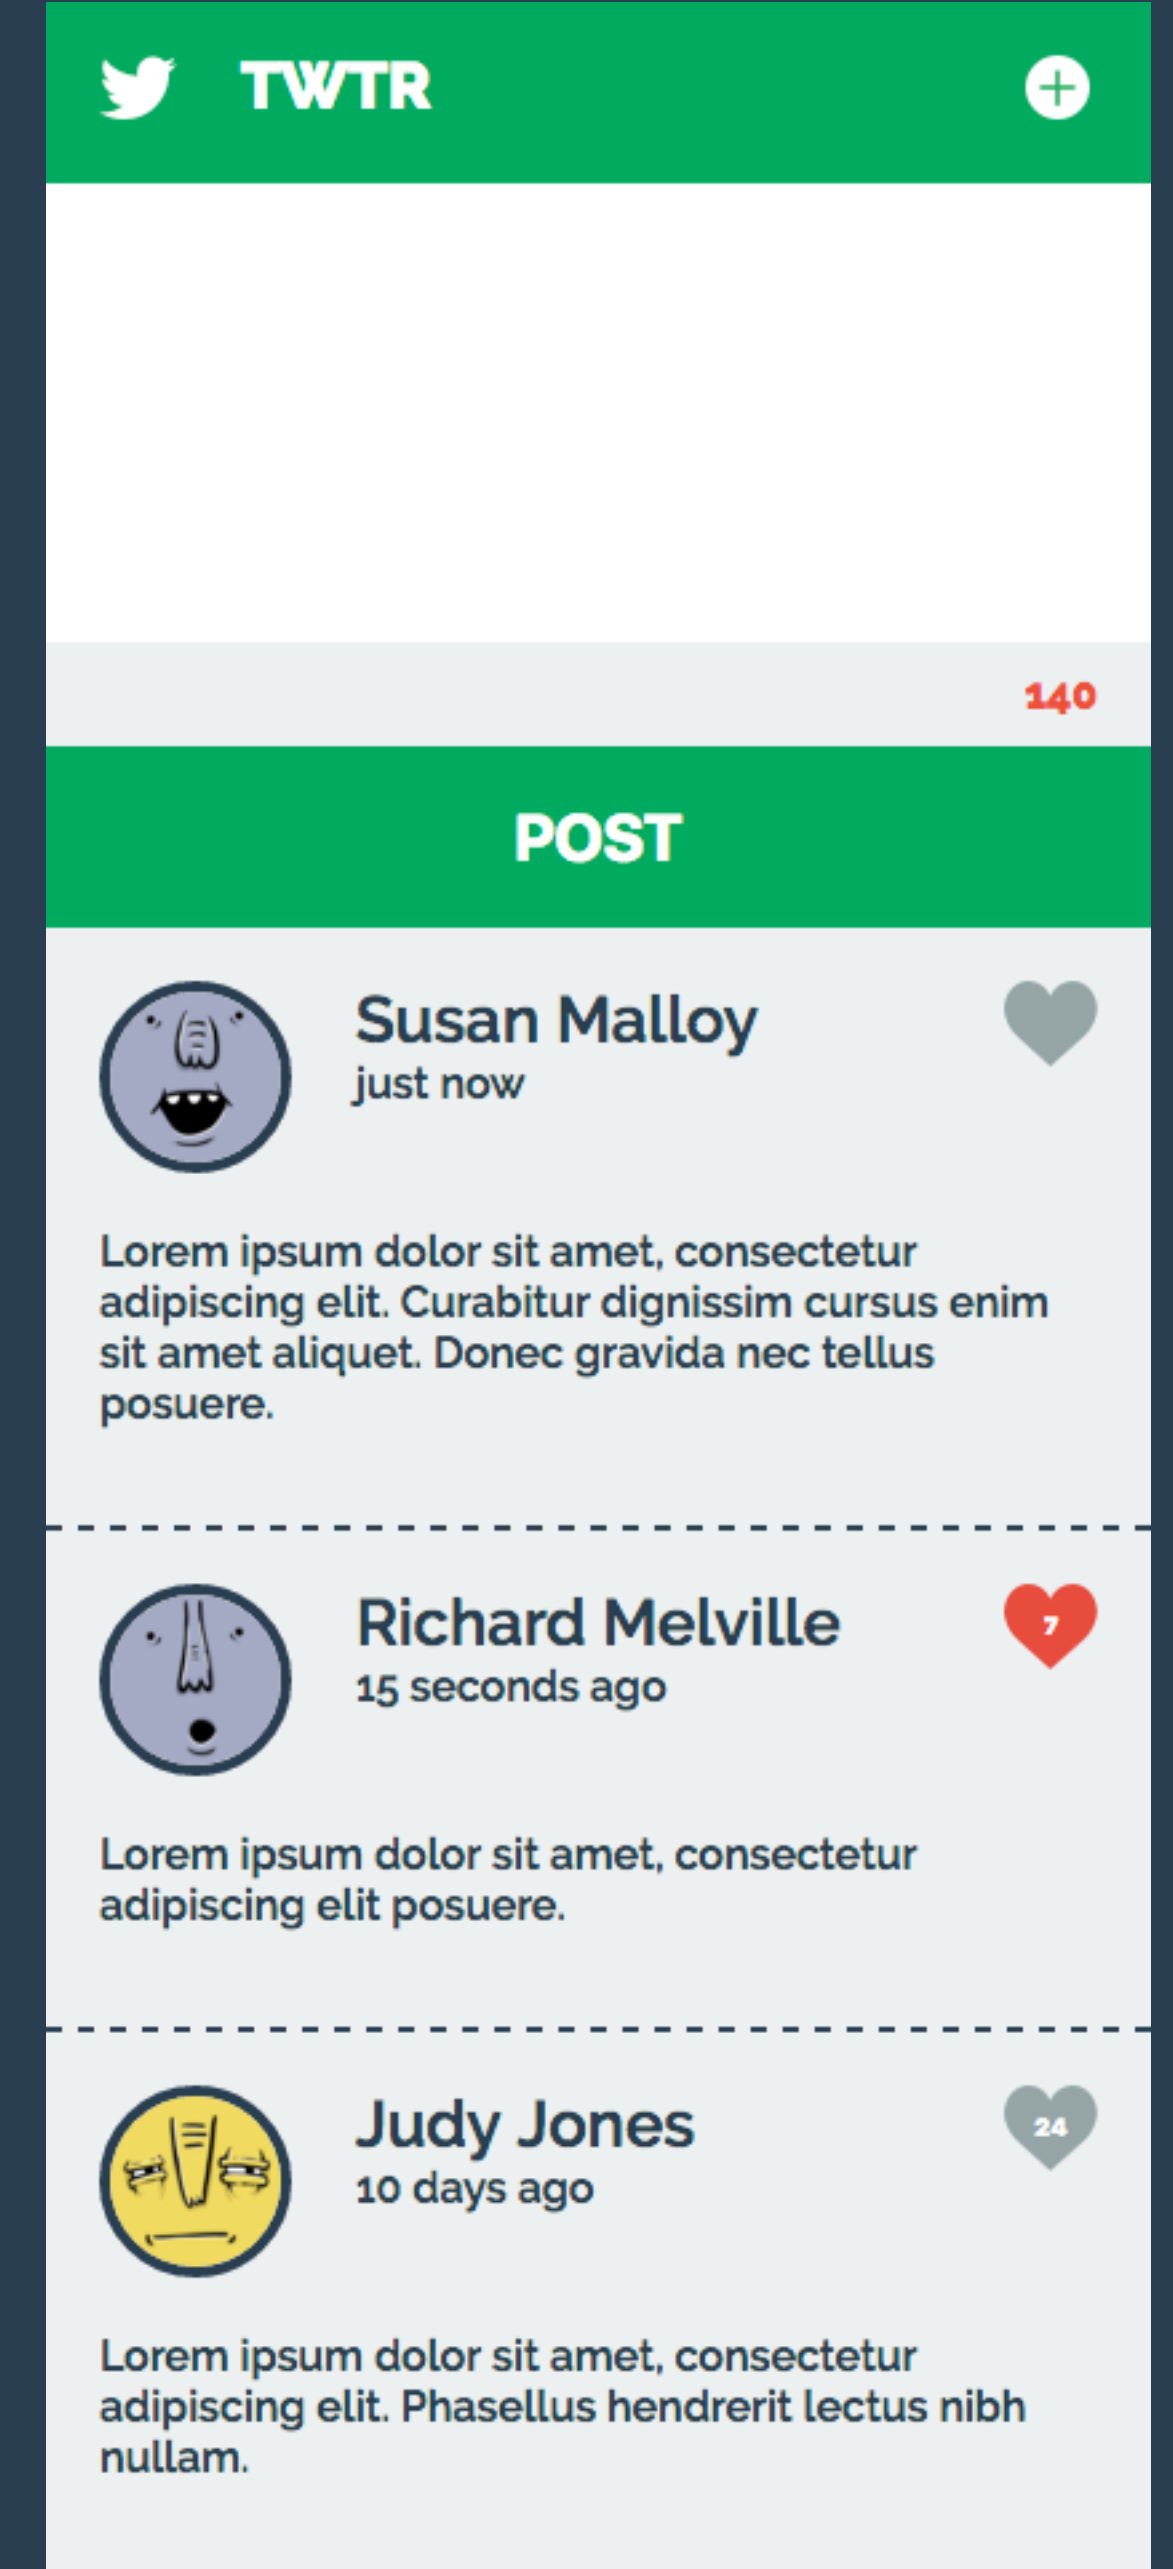 TWTR
140
POST
Susan Malloy
just now
Lorem ipsum dolor sit amet, consectetur
adipiscing elit. Curabitur dignissim cursus enim
sit amet aliquet. Donec gravida nec tellus
posuere.
Richard Melville
7
15 seconds ago
Lorem ipsum dolor sit amet, consectetur
adipiscing elit posuere.
Judy Jones
24
10 days ago
Lorem ipsum dolor sit amet, consectetur
adipiscing elit. Phasellus hendrerit lectus nibh
nullam.